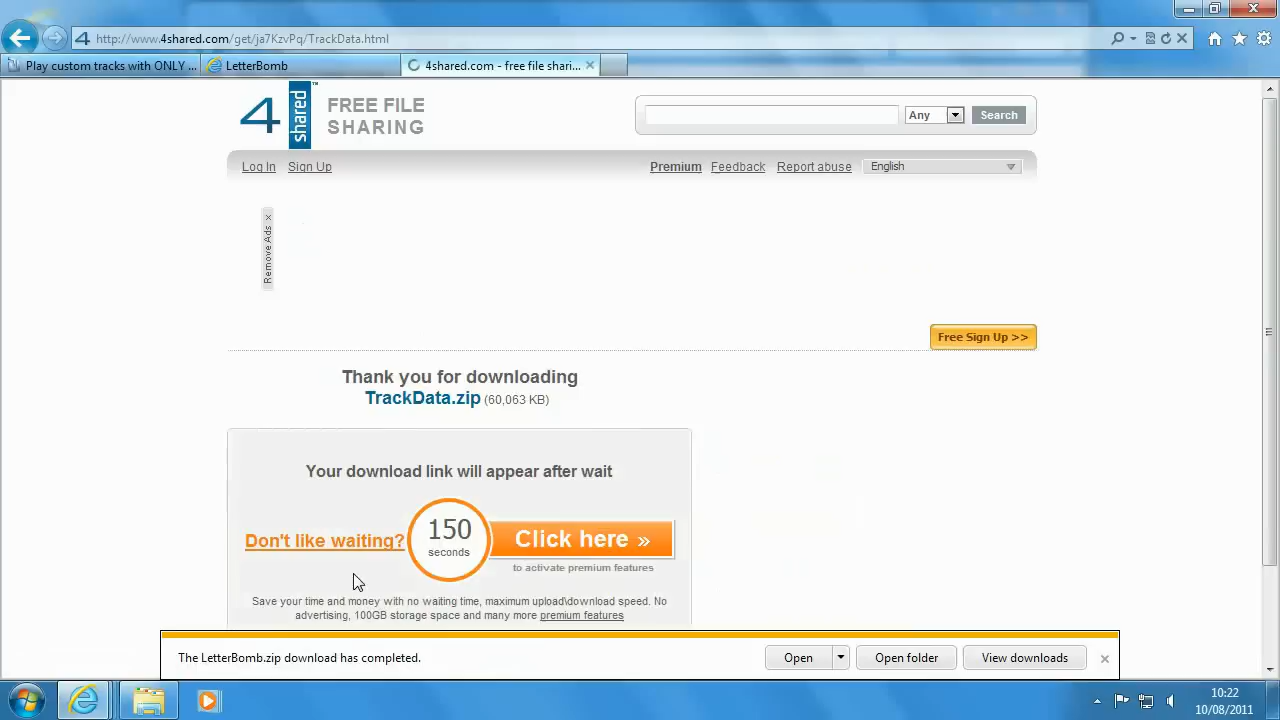 http://www.4shared.com/get/ja7KzvPq/TrackData.html
Play custom tracks with ONLY ...
LetterBomb
4shared.com - free file shari...
4 shared™
FREE FILE
SHARING
Any
Search
Log In
Sign Up
Premium
Feedback
Report abuse
English
Remove Ads x
Free Sign Up >>
Thank you for downloading
TrackData.zip (60,063 KB)
Your download link will appear after wait
Don't like waiting?
150
seconds
Click here »
to activate premium features
Save your time and money with no waiting time, maximum upload\download speed. No
advertising, 100GB storage space and many more premium features
The LetterBomb.zip download has completed.
Open
Open folder
View downloads
10:22
10/08/2011